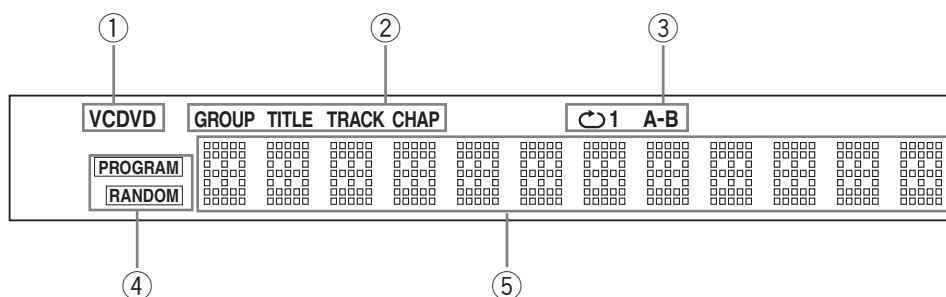 ① ② ③
VCDVD GROUP TITLE TRACK CHAP 1 A-B
PROGRAM
RANDOM
④ ⑤